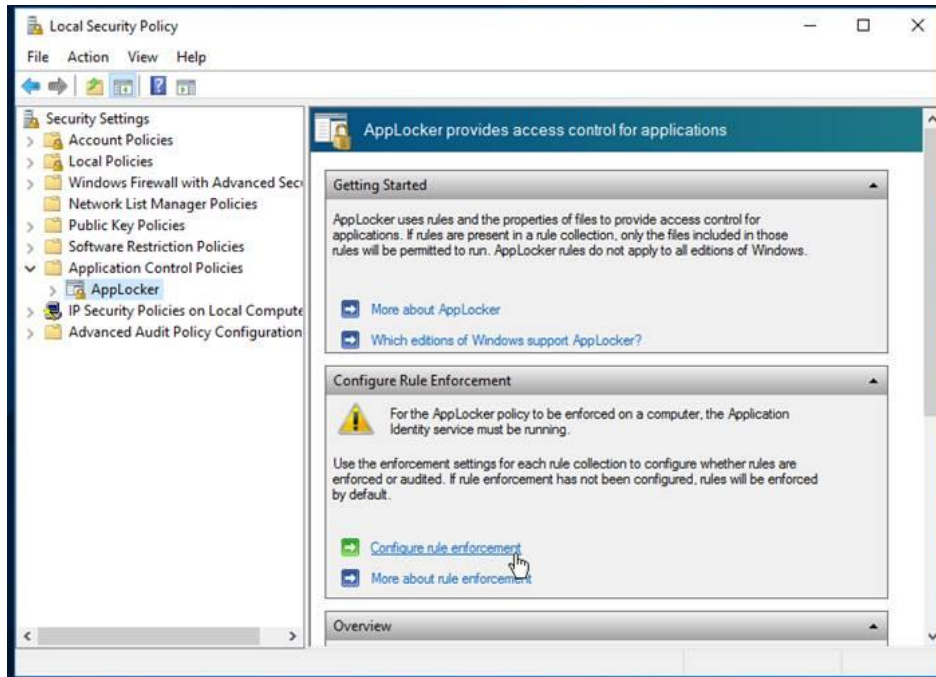 Local Security Policy
File Action View Help
Security Settings
Account Policies
Local Policies
Windows Firewall with Advanced Secu
Network List Manager Policies
Public Key Policies
Software Restriction Policies
Application Control Policies
AppLocker
IP Security Policies on Local Compute
Advanced Audit Policy Configuration
AppLocker provides access control for applications
Getting Started
AppLocker uses rules and the properties of files to provide access control for
applications. If rules are present in a rule collection, only the files included in those
rules will be permitted to run. AppLocker rules do not apply to all editions of Windows.
More about AppLocker
Which editions of Windows support AppLocker?
Configure Rule Enforcement
For the AppLocker policy to be enforced on a computer, the Application
Identity service must be running.
Use the enforcement settings for each rule collection to configure whether rules are
enforced or audited. If rule enforcement has not been configured, rules will be enforced
by default.
Configure rule enforcement
More about rule enforcement
Overview